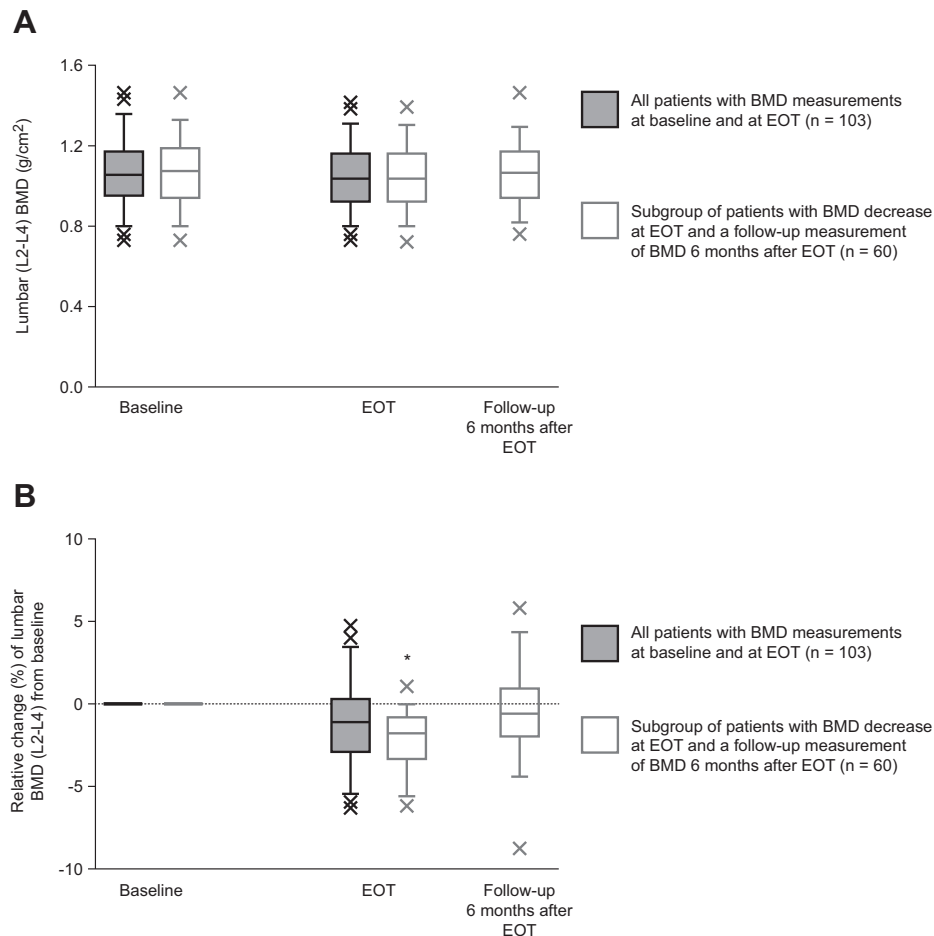 A
1.6
1.2
0.8
0.4
0.0
Lumbar (L2-L4) BMD (g/cm²)
Baseline
EOT
Follow-up
6 months after
EOT
All patients with BMD measurements
at baseline and at EOT (n = 103)
Subgroup of patients with BMD decrease
at EOT and a follow-up measurement
of BMD 6 months after EOT (n = 60)
B
10
5
0
-5
-10
Relative change (%) of lumbar
BMD (L2-L4) from baseline
*
Baseline
EOT
Follow-up
6 months after
EOT
All patients with BMD measurements
at baseline and at EOT (n = 103)
Subgroup of patients with BMD decrease
at EOT and a follow-up measurement
of BMD 6 months after EOT (n = 60)